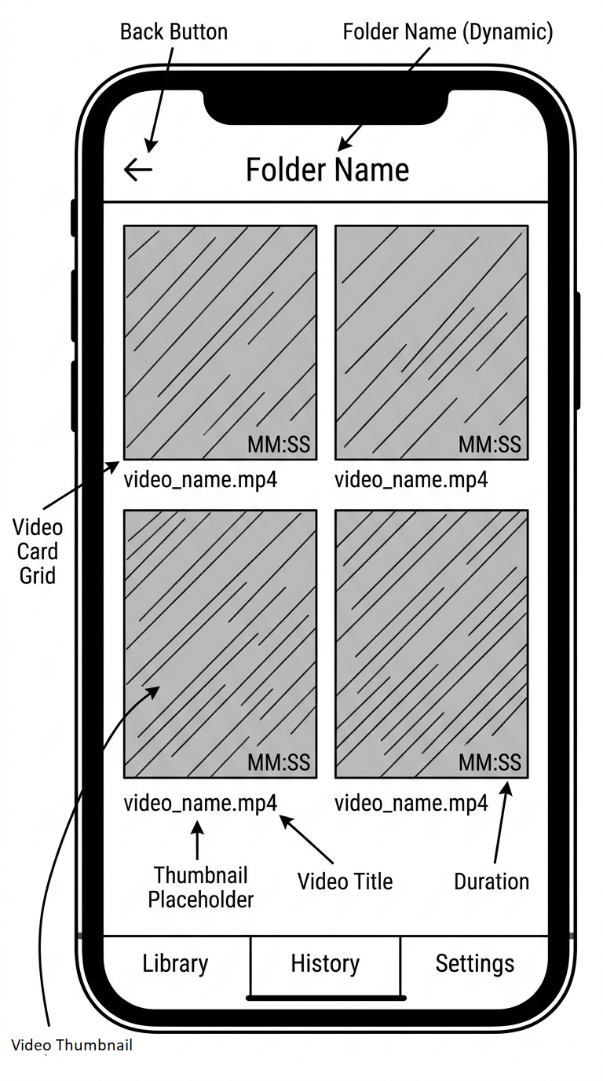 Back Button
Folder Name (Dynamic)
Folder Name
MM:SS
MM:SS
video_name.mp4
video_name.mp4
Video
Card
Grid
MM:SS
MM:SS
video_name.mp4
video_name.mp4
Thumbnail
Placeholder
Video Title
Duration
Library
History
Settings
Video Thumbnail